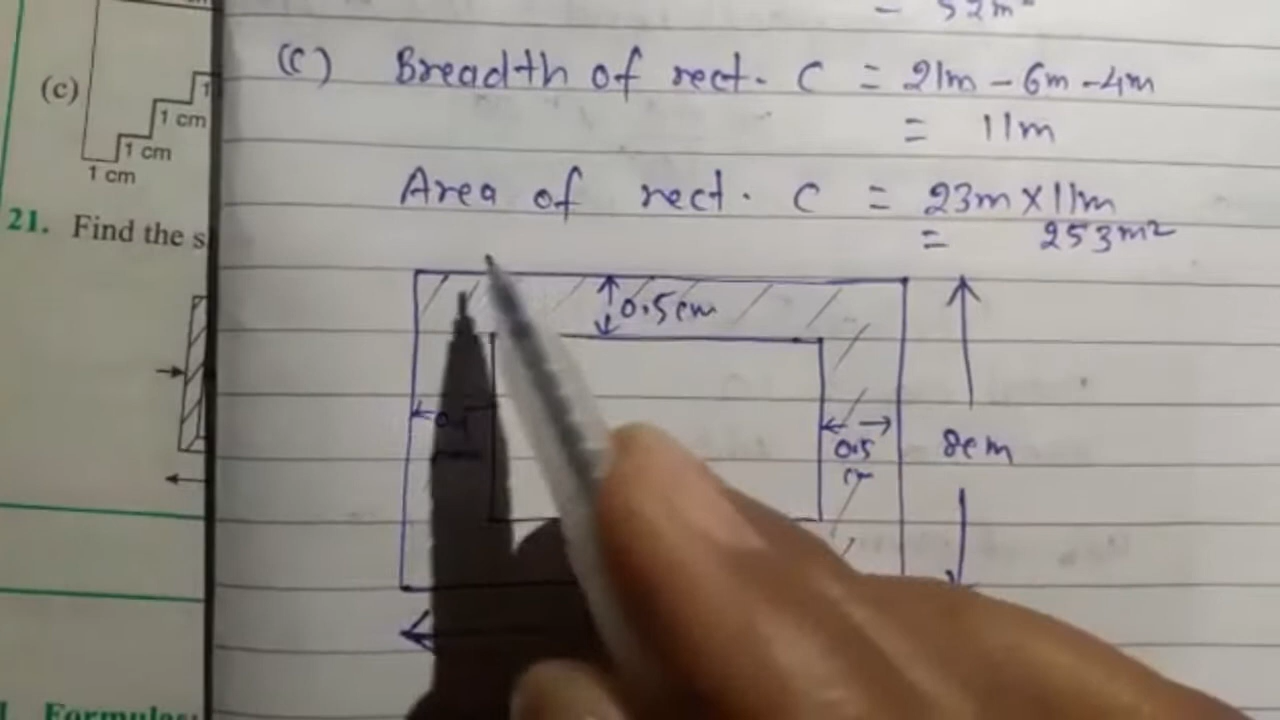 (c)
1 cm
1 cm
1 cm
21. Find the s
(c) Breadth of rect. C = 21m - 6m - 4m
= 11m
Area of rect. C = 23m X 11m
= 253m²
0.5cm
0.5
8cm